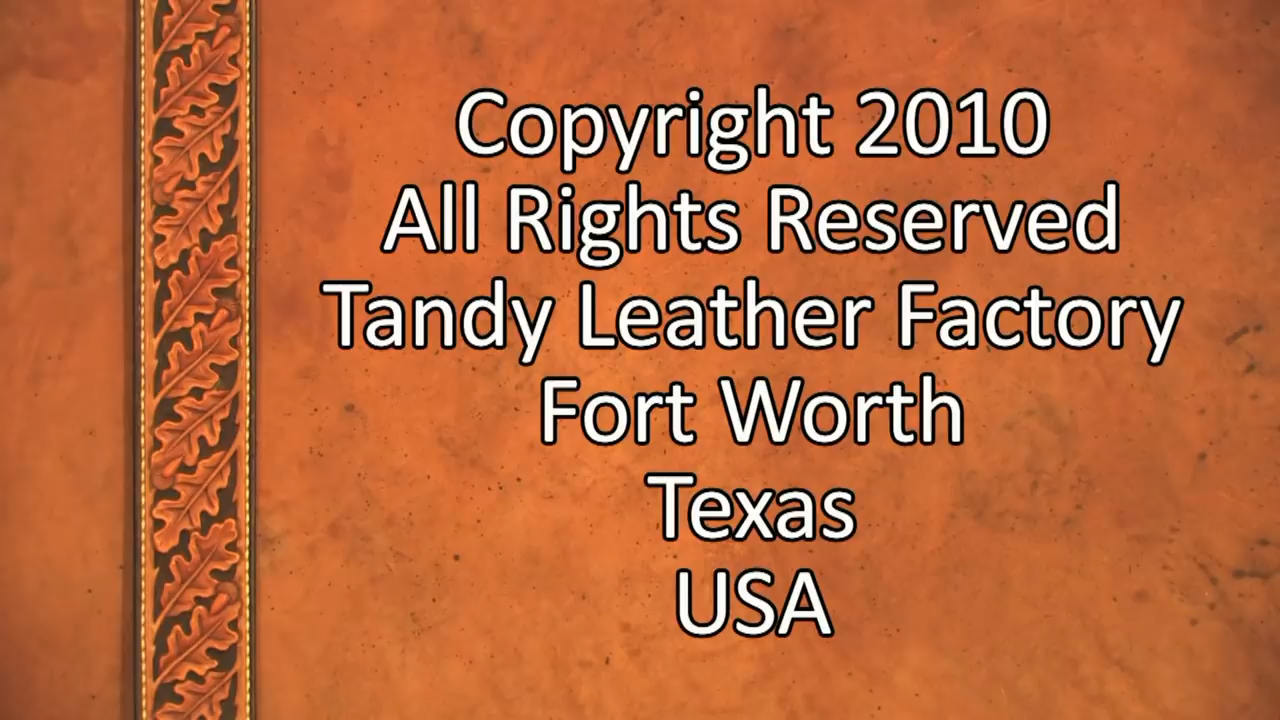 Copyright 2010
All Rights Reserved
Tandy Leather Factory
Fort Worth
Texas
USA